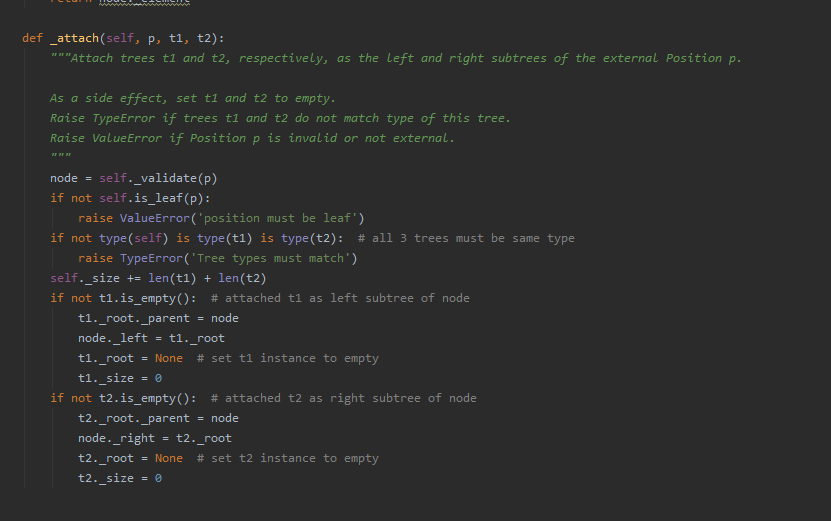 return node._element
def _attach(self, p, t1, t2):
"""Attach trees t1 and t2, respectively, as the left and right subtrees of the external Position p.
As a side effect, set t1 and t2 to empty.
Raise TypeError if trees t1 and t2 do not match type of this tree.
Raise ValueError if Position p is invalid or not external.
"""
node = self._validate(p)
if not self.is_leaf(p):
raise ValueError('position must be leaf')
if not type(self) is type(t1) is type(t2):  # all 3 trees must be same type
raise TypeError('Tree types must match')
self._size += len(t1) + len(t2)
if not t1.is_empty():  # attached t1 as left subtree of node
t1._root._parent = node
node._left = t1._root
t1._root = None  # set t1 instance to empty
t1._size = 0
if not t2.is_empty():  # attached t2 as right subtree of node
t2._root._parent = node
node._right = t2._root
t2._root = None  # set t2 instance to empty
t2._size = 0